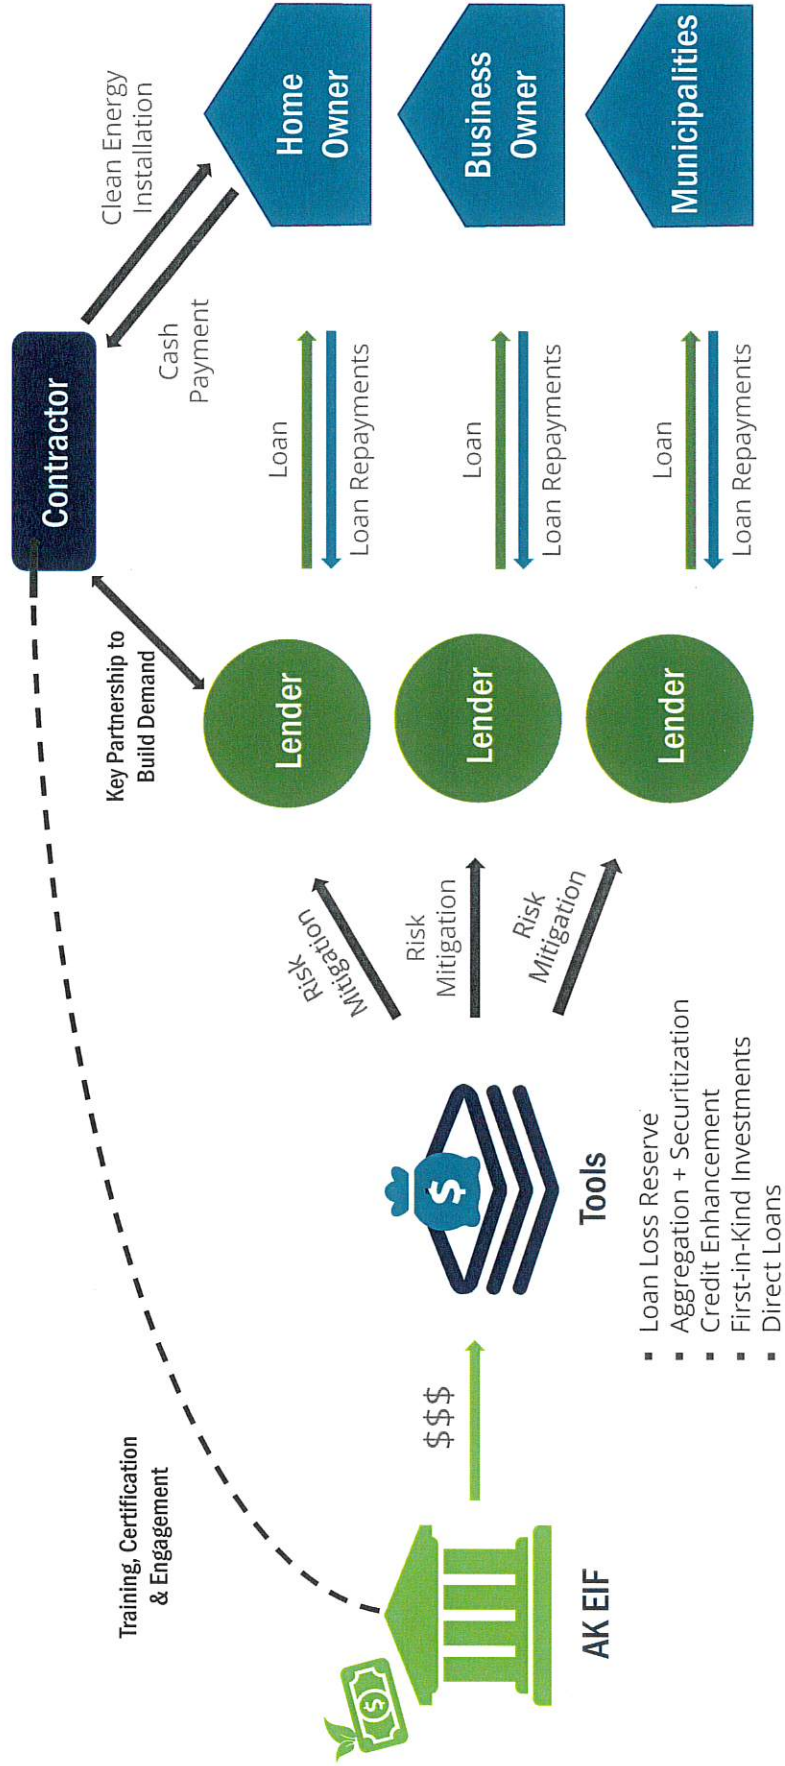 Training, Certification
& Engagement
AK EIF
$$$
Tools
▪ Loan Loss Reserve
▪ Aggregation + Securitization
▪ Credit Enhancement
▪ First-in-Kind Investments
▪ Direct Loans
Risk
Mitigation
Risk
Mitigation
Risk
Mitigation
Key Partnership to
Build Demand
Contractor
Clean Energy
Installation
Cash
Payment
Lender
Loan
Loan Repayments
Home
Owner
Lender
Loan
Loan Repayments
Business
Owner
Lender
Loan
Loan Repayments
Municipalities
$
$